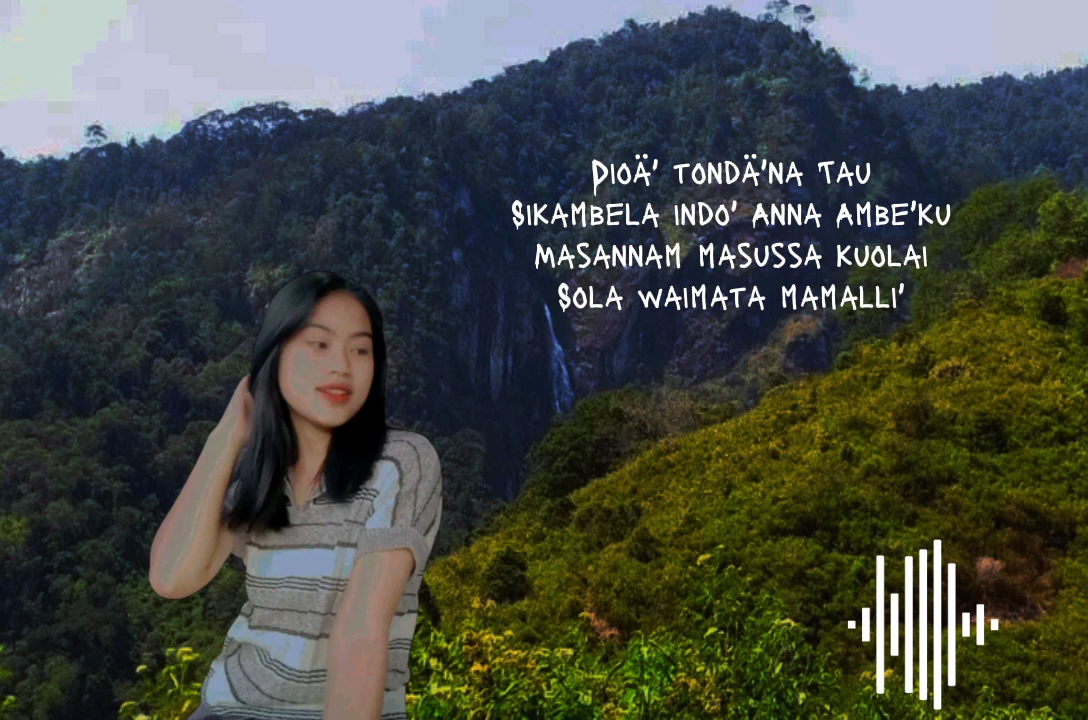 Dioä' tondä'na Tau
Sikambela indo' anna Ambe'ku
masannam masussa kuolai
Sola waimata mamalli'